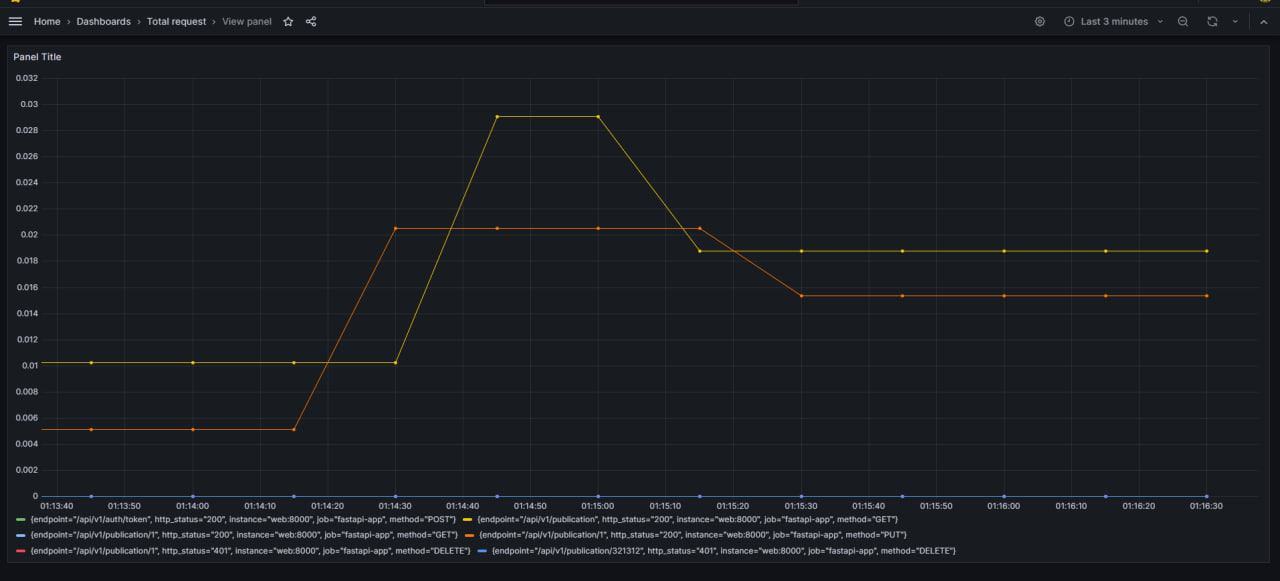 Home › Dashboards › Total request › View panel
Last 3 minutes
Panel Title
0.032
0.03
0.028
0.026
0.024
0.022
0.02
0.018
0.016
0.014
0.012
0.01
0.008
0.006
0.004
0.002
0
01:13:40 01:13:50 01:14:00 01:14:10 01:14:20 01:14:30 01:14:40 01:14:50 01:15:00 01:15:10 01:15:20 01:15:30 01:15:40 01:15:50 01:16:00 01:16:10 01:16:20 01:16:30
{endpoint="/api/v1/auth/token", http_status="200", instance="web:8000", job="fastapi-app", method="POST"} {endpoint="/api/v1/publication", http_status="200", instance="web:8000", job="fastapi-app", method="GET"}
{endpoint="/api/v1/publication/1", http_status="200", instance="web:8000", job="fastapi-app", method="GET"} {endpoint="/api/v1/publication/1", http_status="200", instance="web:8000", job="fastapi-app", method="PUT"}
{endpoint="/api/v1/publication/1", http_status="401", instance="web:8000", job="fastapi-app", method="DELETE"} {endpoint="/api/v1/publication/321312", http_status="401", instance="web:8000", job="fastapi-app", method="DELETE"}